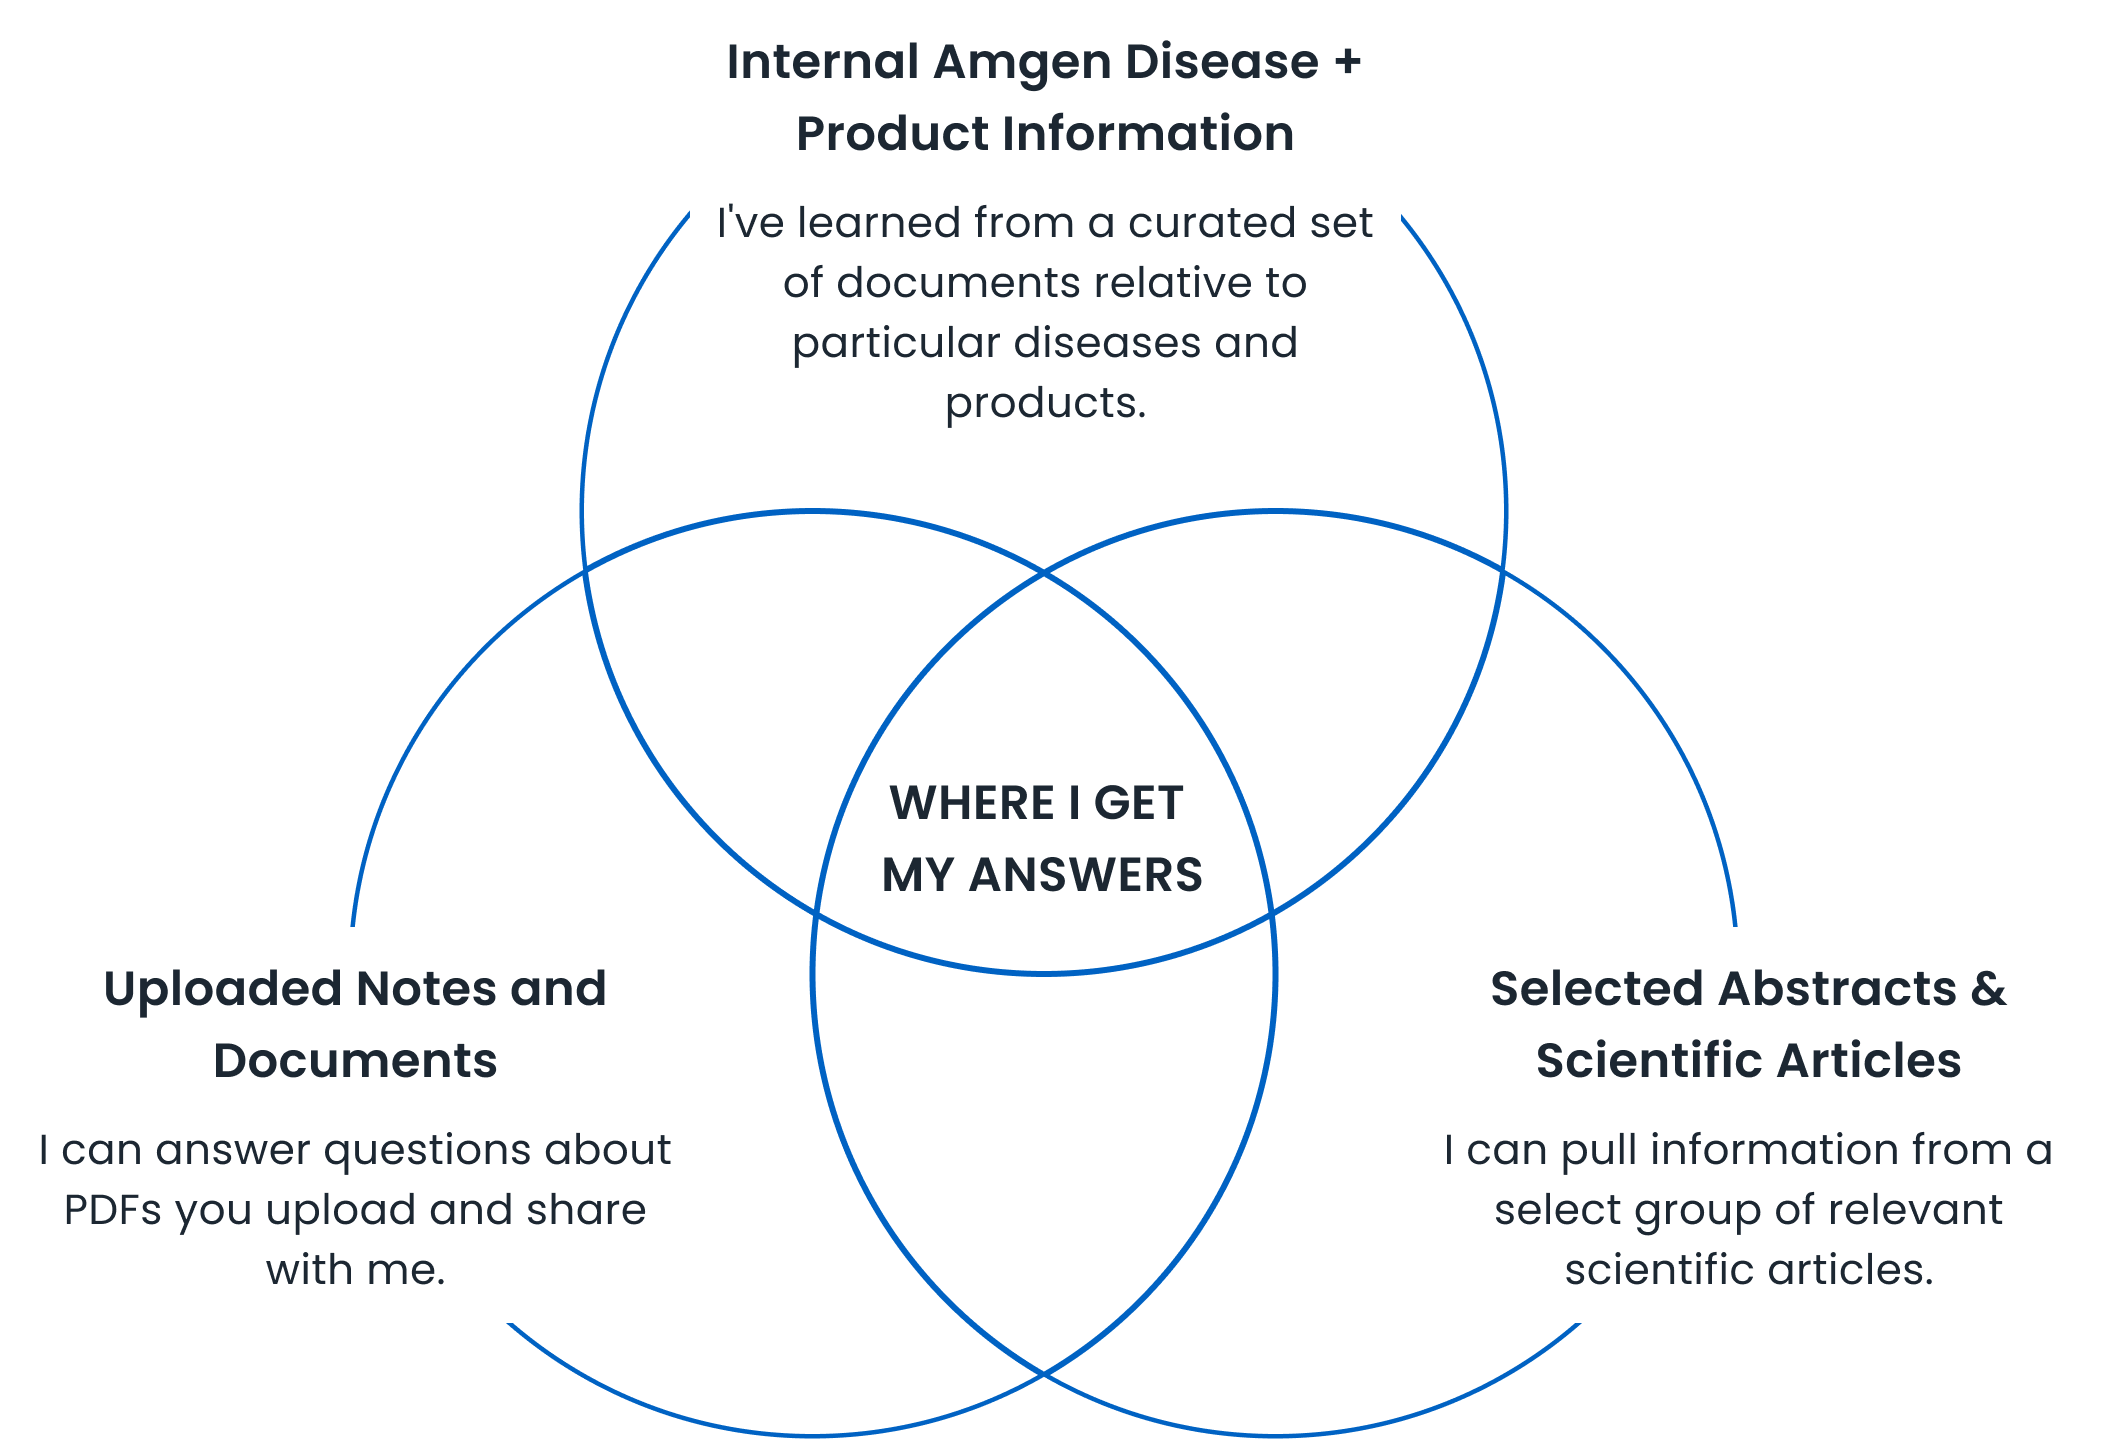 Internal Amgen Disease +
Product Information
I've learned from a curated set
of documents relative to
particular diseases and
products.
WHERE I GET
MY ANSWERS
Uploaded Notes and
Documents
I can answer questions about
PDFs you upload and share
with me.
Selected Abstracts &
Scientific Articles
I can pull information from a
select group of relevant
scientific articles.